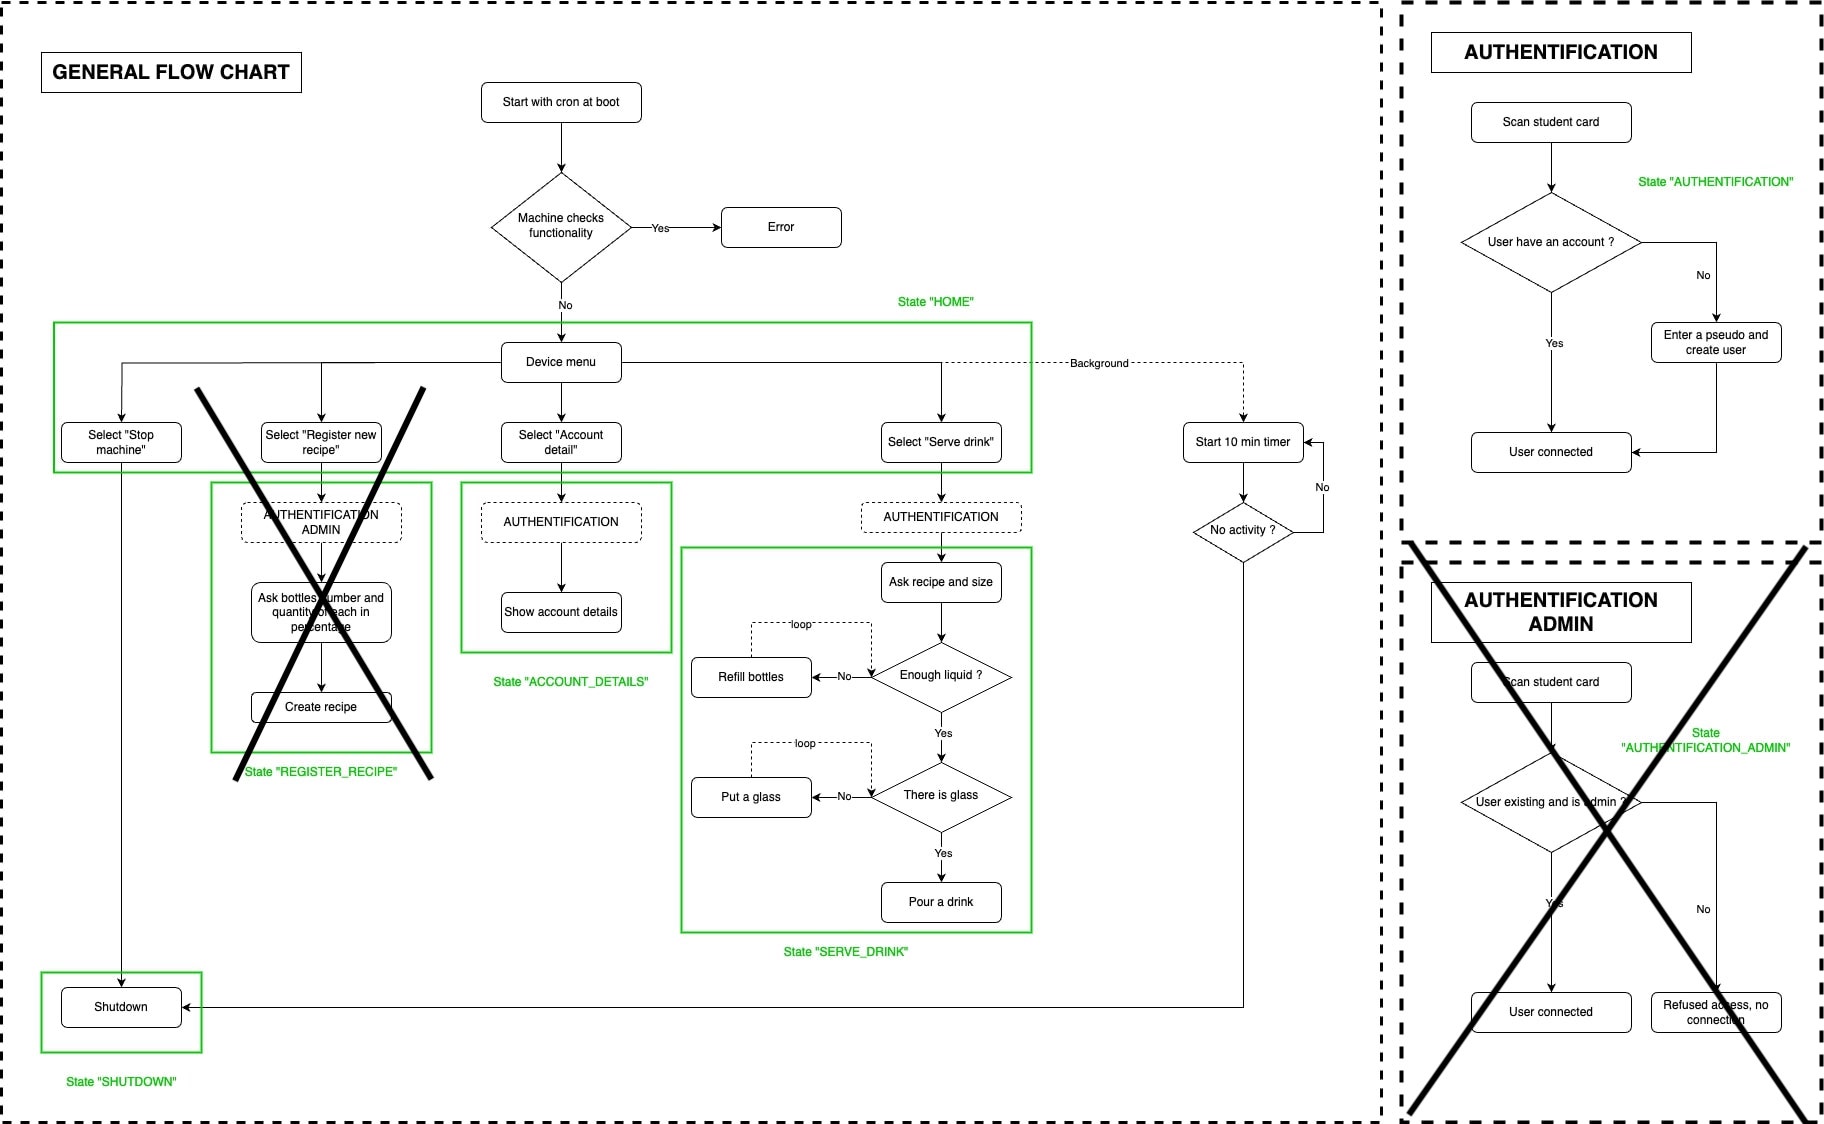 GENERAL FLOW CHART
Start with cron at boot
Machine checks
functionality
Yes
Error
No
State "HOME"
Device menu
Background
Select "Stop
machine"
Select "Register new
recipe"
Select "Account
detail"
Select "Serve drink"
Start 10 min timer
No
No activity ?
AUTHENTIFICATION
ADMIN
AUTHENTIFICATION
AUTHENTIFICATION
Ask bottles number and
quantity of each in
percentage
Create recipe
State "REGISTER_RECIPE"
Show account details
State "ACCOUNT_DETAILS"
Ask recipe and size
loop
Refill bottles
No
Enough liquid ?
Yes
loop
Put a glass
No
There is glass
Yes
Pour a drink
State "SERVE_DRINK"
Shutdown
State "SHUTDOWN"
AUTHENTIFICATION
Scan student card
State "AUTHENTIFICATION"
User have an account ?
No
Enter a pseudo and
create user
Yes
User connected
AUTHENTIFICATION
ADMIN
Scan student card
State
"AUTHENTIFICATION_ADMIN"
User existing and is admin ?
Yes
No
User connected
Refused access, no
connection